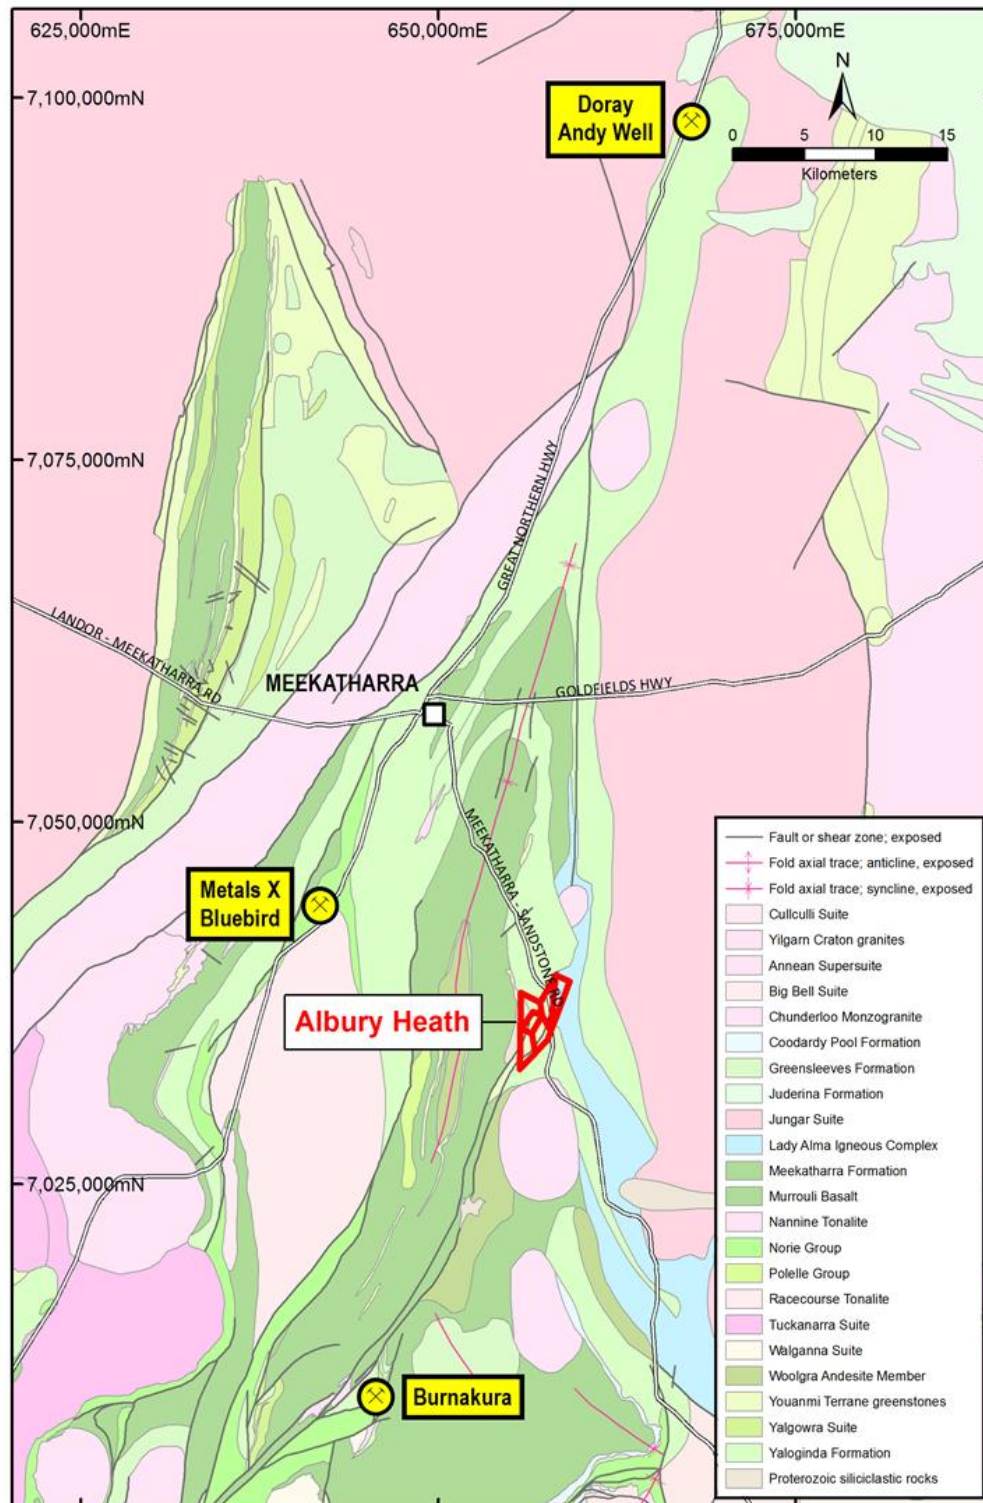 625,000mE
650,000mE
675,000mE
7,100,000mN
Doray
Andy Well
N
0 5 10 15
Kilometers
7,075,000mN
GREAT NORTHERN HWY
LANDOR - MEEKATHARRA RD
MEEKATHARRA
GOLDFIELDS HWY
7,050,000mN
MEEKATHARRA - SANDSTONE RD
Metals X
Bluebird
Albury Heath
7,025,000mN
Burnakura
Fault or shear zone; exposed
Fold axial trace; anticline, exposed
Fold axial trace; syncline, exposed
Cullculli Suite
Yilgarn Craton granites
Annean Supersuite
Big Bell Suite
Chunderloo Monzogranite
Coodardy Pool Formation
Greensleeves Formation
Juderina Formation
Jungar Suite
Lady Alma Igneous Complex
Meekatharra Formation
Murrouli Basalt
Nannine Tonalite
Norie Group
Polelle Group
Racecourse Tonalite
Tuckanarra Suite
Walganna Suite
Woolgra Andesite Member
Youanmi Terrane greenstones
Yalgowra Suite
Yaloginda Formation
Proterozoic siliciclastic rocks